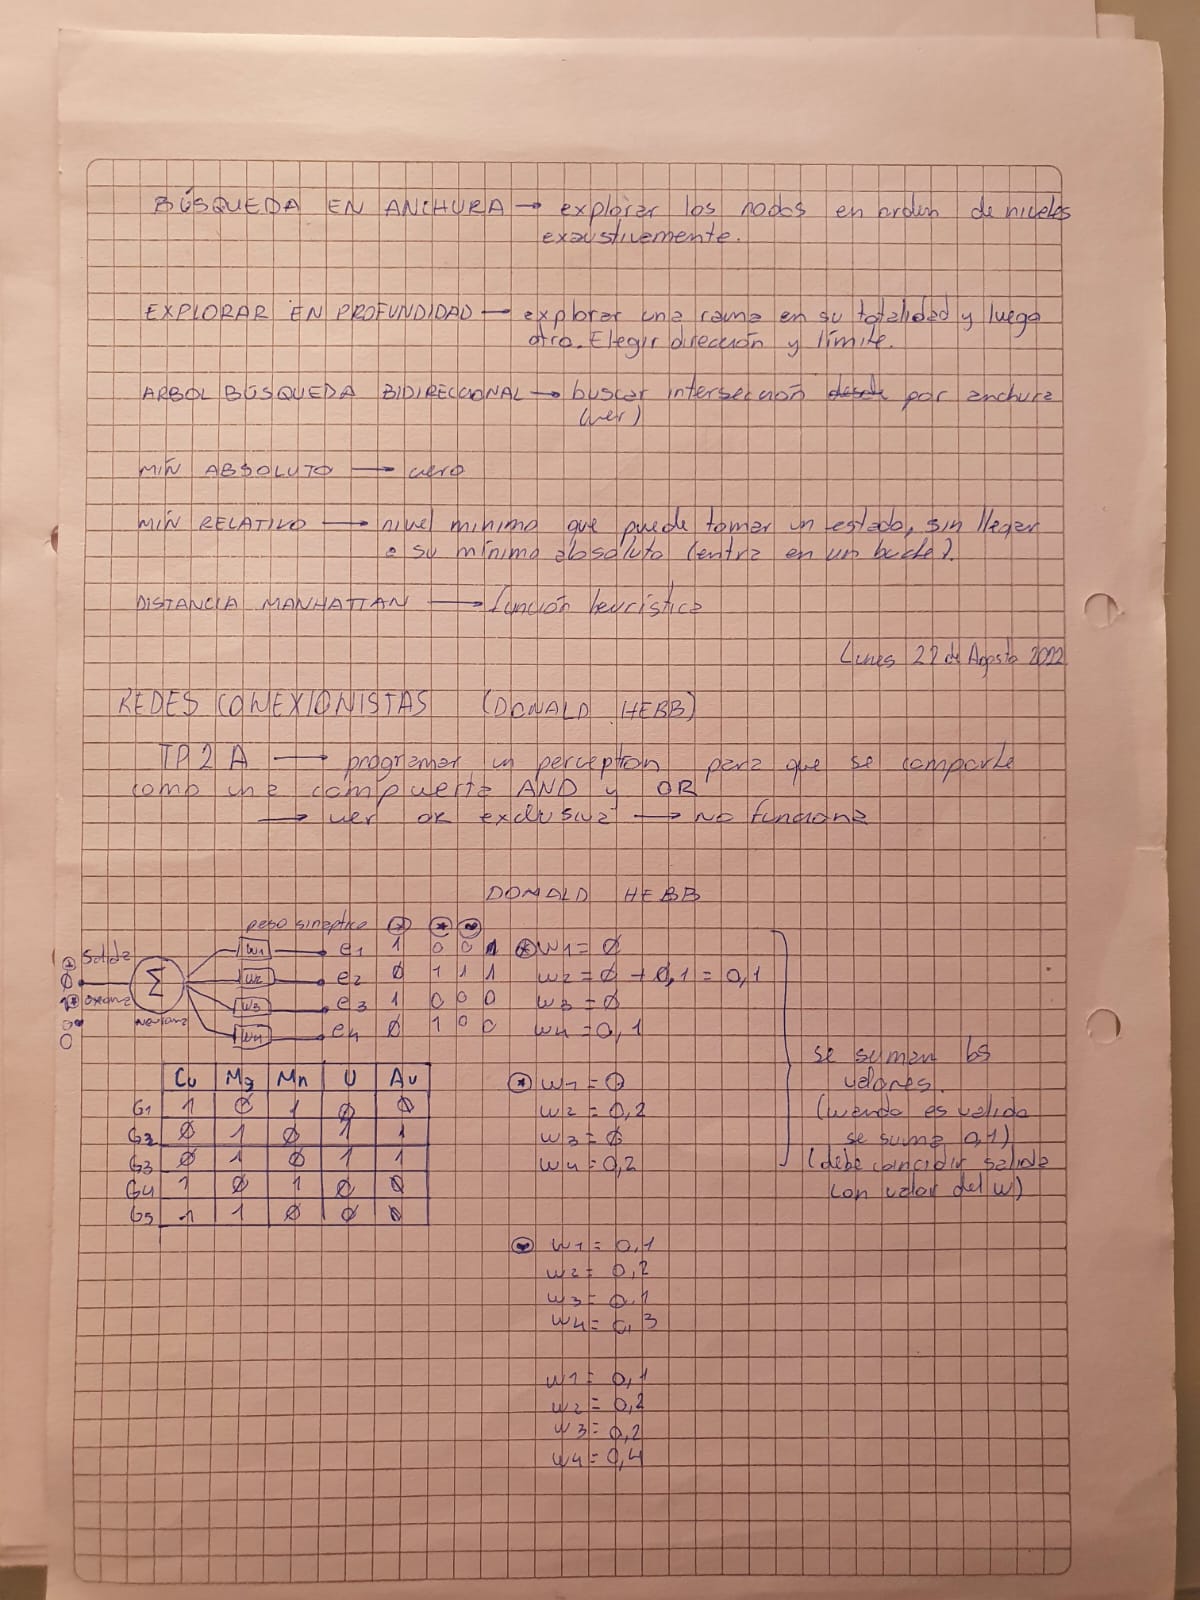 BÚSQUEDA EN ANCHURA → explorar los nodos en orden de niveles
exaustivamente.
EXPLORAR EN PROFUNDIDAD → explorar una rama en su totalidad y luego
otra. Elegir dirección y límite.
ARBOL BÚSQUEDA BIDIRECCIONAL → buscar intersección desde por anchura
(ver)
MÍN ABSOLUTO → cero
MÍN RELATIVO → nivel mínimo que puede tomar un estado, sin llegar
a su mínimo absoluto (entra en un bucle).
DISTANCIA MANHATTAN → función heurística
Lunes 22 de Agosto 2022
REDES CONEXIONISTAS (DONALD HEBB)
TP2 A → programar un perceptron para que se comporte
como una compuerta AND y OR
→ ver OR exclusiva → no funciona
DONALD HEBB
peso sinaptico
salida
w1 e1 1 0 0 1 w1 = Ø
Σ w2 e2 Ø 1 1 1 w2 = Ø + 0,1 = 0,1
w3 e3 1 0 0 0 w3 = Ø
neurona w4 e4 Ø 1 0 0 w4 = 0,1
se suman los
valores.
(cuando es valida
se suma 0,1)
(debe coincidir salida
con valor del w)
Cu Mg Mn U Au
G1 1 Ø 1 Ø Ø
G2 Ø 1 Ø 1 1
G3 Ø 1 Ø 1 1
G4 1 Ø 1 Ø Ø
G5 1 1 Ø Ø Ø
w1 = 0
w2 = 0,2
w3 = Ø
w4 = 0,2
w1 = 0,1
w2 = 0,2
w3 = 0,1
w4 = 0,3
w1 = 0,1
w2 = 0,2
w3 = 0,2
w4 = 0,4